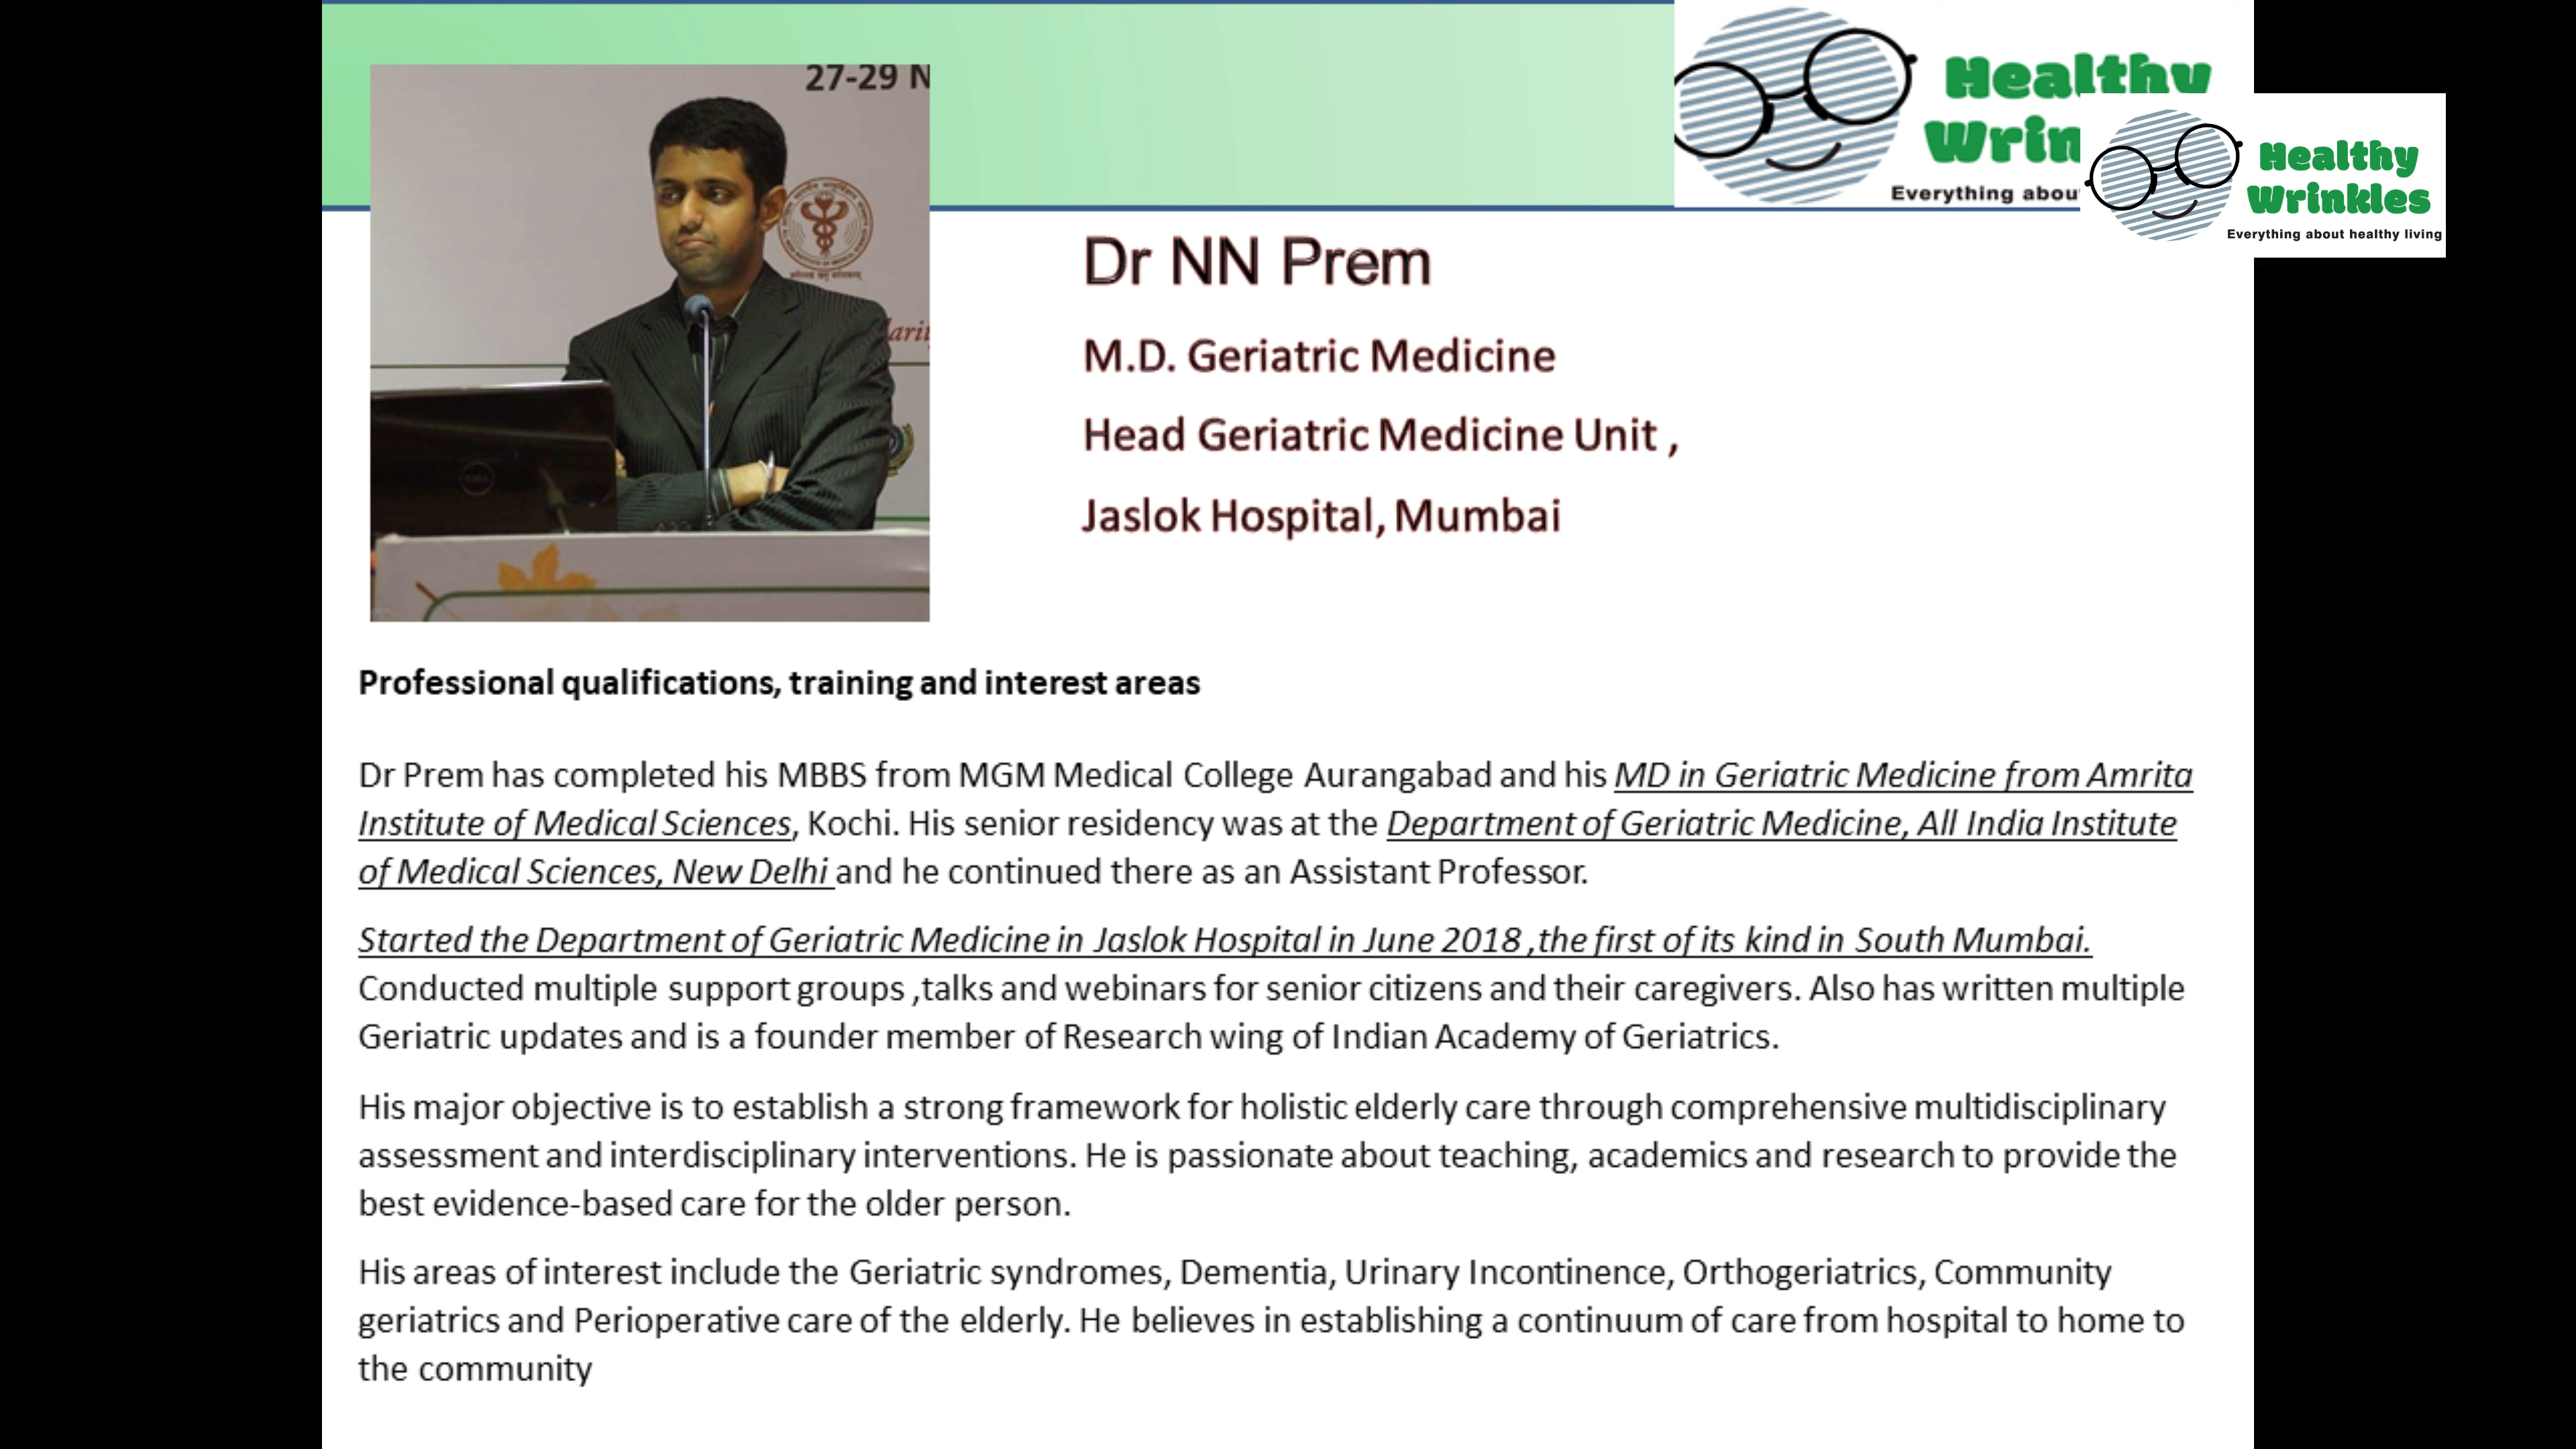 27-29 N
Healthy
Wrin
Everything abou
Healthy
Wrinkles
Everything about healthy living
Dr NN Prem
M.D. Geriatric Medicine
Head Geriatric Medicine Unit ,
Jaslok Hospital, Mumbai
Professional qualifications, training and interest areas
Dr Prem has completed his MBBS from MGM Medical College Aurangabad and his MD in Geriatric Medicine from Amrita
Institute of Medical Sciences, Kochi. His senior residency was at the Department of Geriatric Medicine, All India Institute
of Medical Sciences, New Delhi and he continued there as an Assistant Professor.
Started the Department of Geriatric Medicine in Jaslok Hospital in June 2018 ,the first of its kind in South Mumbai.
Conducted multiple support groups ,talks and webinars for senior citizens and their caregivers. Also has written multiple
Geriatric updates and is a founder member of Research wing of Indian Academy of Geriatrics.
His major objective is to establish a strong framework for holistic elderly care through comprehensive multidisciplinary
assessment and interdisciplinary interventions. He is passionate about teaching, academics and research to provide the
best evidence-based care for the older person.
His areas of interest include the Geriatric syndromes, Dementia, Urinary Incontinence, Orthogeriatrics, Community
geriatrics and Perioperative care of the elderly. He believes in establishing a continuum of care from hospital to home to
the community